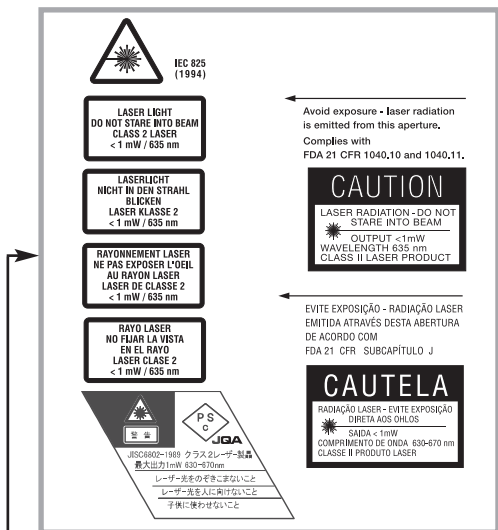 IEC 825
(1994)
LASER LIGHT
DO NOT STARE INTO BEAM
CLASS 2 LASER
< 1 mW / 635 nm
LASERLICHT
NICHT IN DEN STRAHL
BLICKEN
LASER KLASSE 2
< 1 mW / 635 nm
RAYONNEMENT LASER
NE PAS EXPOSER L'OEIL
AU RAYON LASER
LASER DE CLASSE 2
< 1 mW / 635 nm
RAYO LASER
NO FIJAR LA VISTA
EN EL RAYO
LASER CLASE 2
< 1 mW / 635 nm
警告
PS
C
JQA
JISC6802-1989 クラス2レーザー製品
最大出力1mW 630-670nm
レーザー光をのぞきこまないこと
レーザー光を人に向けないこと
子供に使わせないこと
Avoid exposure - laser radiation
is emitted from this aperture.
Complies with
FDA 21 CFR 1040.10 and 1040.11.
CAUTION
LASER RADIATION - DO NOT
STARE INTO BEAM
OUTPUT <1mW
WAVELENGTH 635 nm
CLASS II LASER PRODUCT
EVITE EXPOSIÇÃO - RADIAÇÃO LASER
EMITIDA ATRAVÉS DESTA ABERTURA
DE ACORDO COM
FDA 21 CFR SUBCAPÍTULO J
CAUTELA
RADIAÇÃO LASER - EVITE EXPOSIÇÃO
DIRETA AOS OHLOS
SAIDA < 1mW
COMPRIMENTO DE ONDA 630-670 nm
CLASSE II PRODUTO LASER